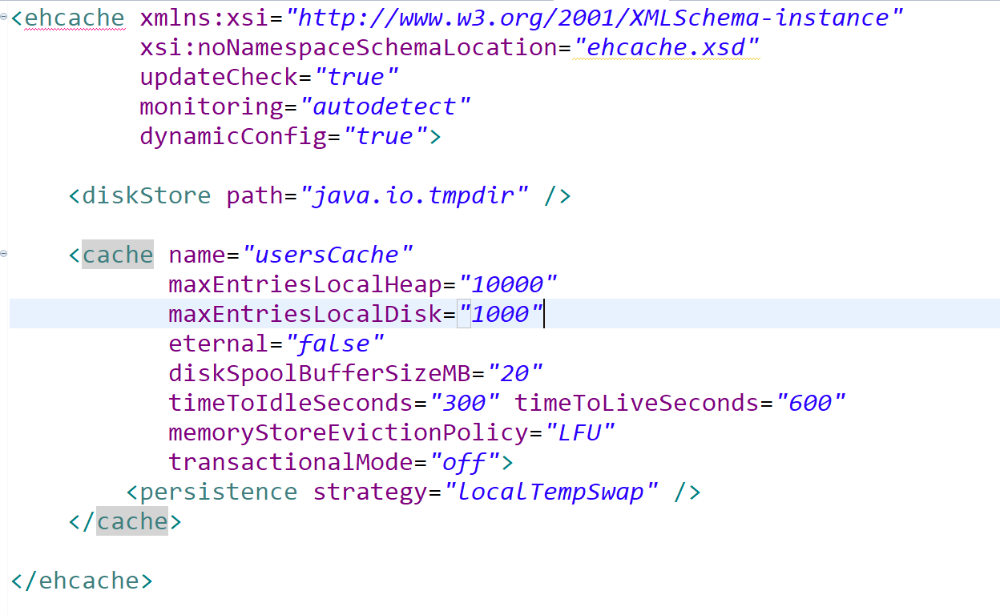 <ehcache xmlns:xsi="http://www.w3.org/2001/XMLSchema-instance"
xsi:noNamespaceSchemaLocation="ehcache.xsd"
updateCheck="true"
monitoring="autodetect"
dynamicConfig="true">
<diskStore path="java.io.tmpdir" />
<cache name="usersCache"
maxEntriesLocalHeap="10000"
maxEntriesLocalDisk="1000"
eternal="false"
diskSpoolBufferSizeMB="20"
timeToIdleSeconds="300" timeToLiveSeconds="600"
memoryStoreEvictionPolicy="LFU"
transactionalMode="off">
<persistence strategy="localTempSwap" />
</cache>
</ehcache>